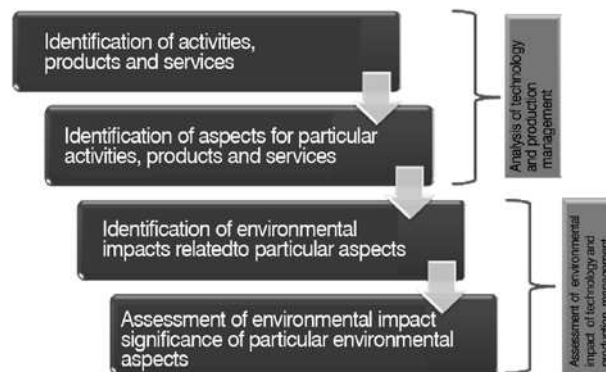 Identification of activities,
products and services
Identification of aspects for particular
activities, products and services
Analysis of technology
and production
management
Identification of environmental
impacts relatedto particular aspects
Assessment of environmental impact
significance of particular environmental
aspects
Assessment of environmental
impact of technology and